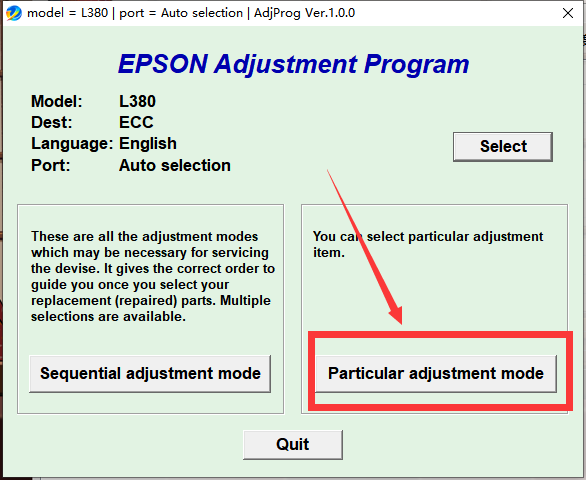 model = L380 | port = Auto selection | AdjProg Ver.1.0.0
EPSON Adjustment Program
Model: L380
Dest: ECC
Language: English
Port: Auto selection
Select
These are all the adjustment modes
which may be necessary for servicing
the devise. It gives the correct order to
guide you once you select your
replacement (repaired) parts. Multiple
selections are available.
Sequential adjustment mode
You can select particular adjustment
item.
Particular adjustment mode
Quit